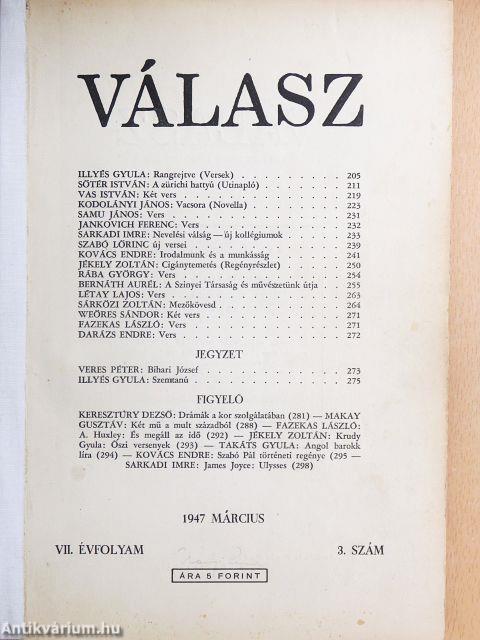 VÁLASZ
ILLYÉS GYULA: Rangrejtve (Versek) . . . . . . . . . . 205
SŐTÉR ISTVÁN: A zürichi hattyú (Utinapló) . . . . . . . 211
VAS ISTVÁN: Két vers . . . . . . . . . . . . . . 219
KODOLÁNYI JÁNOS: Vacsora (Novella) . . . . . . . . . 223
SAMU JÁNOS: Vers . . . . . . . . . . . . . . . 231
JANKOVICH FERENC: Vers . . . . . . . . . . . . . 232
SARKADI IMRE: Nevelési válság — új kollégiumok . . . . . . 233
SZABÓ LŐRINC új versei . . . . . . . . . . . . . 239
KOVÁCS ENDRE: Irodalmunk és a munkásság . . . . . . . 241
JÉKELY ZOLTÁN: Cigánytemetés (Regényrészlet) . . . . . . 250
RÁBA GYÖRGY: Vers . . . . . . . . . . . . . . 254
BERNÁTH AURÉL: A Szinyei Társaság és művészetünk útja . . . 255
LÉTAY LAJOS: Vers . . . . . . . . . . . . . . . 263
SÁRKÖZI ZOLTÁN: Mezőkövesd . . . . . . . . . . . 264
WEÖRES SÁNDOR: Két vers . . . . . . . . . . . . 271
FAZEKAS LÁSZLÓ: Vers . . . . . . . . . . . . . 271
DARÁZS ENDRE: Vers . . . . . . . . . . . . . . 272
JEGYZET
VERES PÉTER: Bihari József . . . . . . . . . . . . 273
ILLYÉS GYULA: Szemtanú . . . . . . . . . . . . . 275
FIGYELŐ
KERESZTÚRY DEZSŐ: Drámák a kor szolgálatában (281) — MAKAY
GUSZTÁV: Két mű a mult századból (288) — FAZEKAS LÁSZLÓ:
A. Huxley: És megáll az idő (292) — JÉKELY ZOLTÁN: Krudy
Gyula: Őszi versenyek (293) — TAKÁTS GYULA: Angol barokk
líra (294) — KOVÁCS ENDRE: Szabó Pál történeti regénye (295 —
— SARKADI IMRE: James Joyce: Ulysses (298)
1947 MÁRCIUS
VII. ÉVFOLYAM 3. SZÁM
ÁRA 5 FORINT
Antikvárium.hu